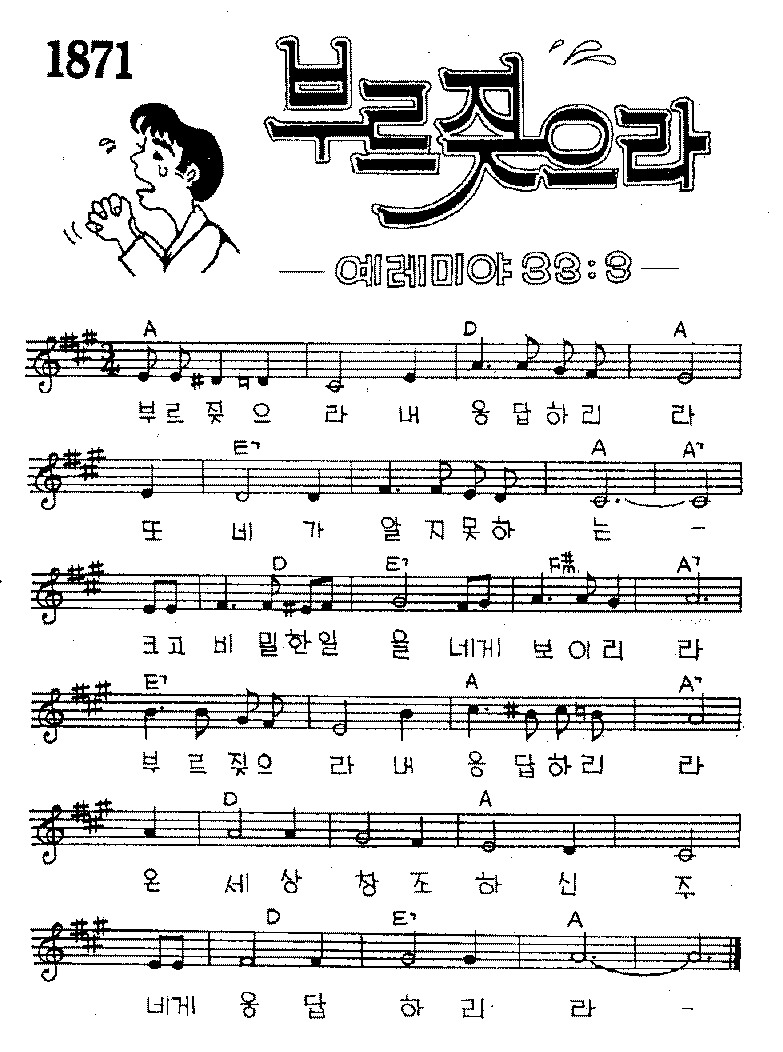 1871
부르짖으라
예레미야 33:3
A D A
부르 짖 으 라 내 응 답하리 라
E7 A A7
또 네 가 알 지못하 는 -
D E7 F#m A7
크고 비 밀한일 을 네게 보 이리 라
E7 A A7
부 르 짖으 라 내 응 답하리 라
D A
온 세 상 창 조 하 신 주
D E7 A
네게 응 답 하 리 라 -